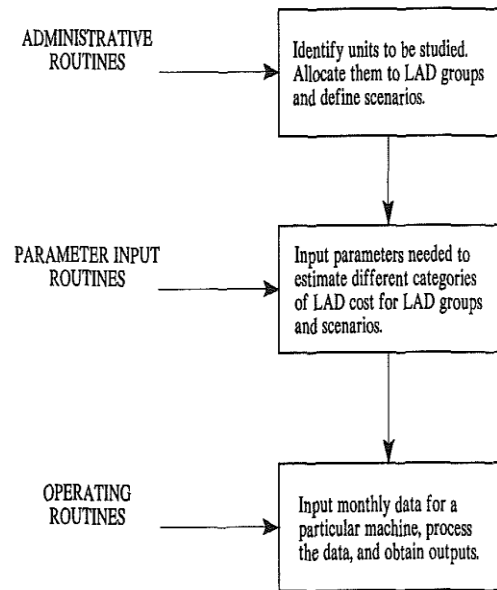 ADMINISTRATIVE
ROUTINES
Identify units to be studied.
Allocate them to LAD groups
and define scenarios.
PARAMETER INPUT
ROUTINES
Input parameters needed to
estimate different categories
of LAD cost for LAD groups
and scenarios.
OPERATING
ROUTINES
Input monthly data for a
particular machine, process
the data, and obtain outputs.